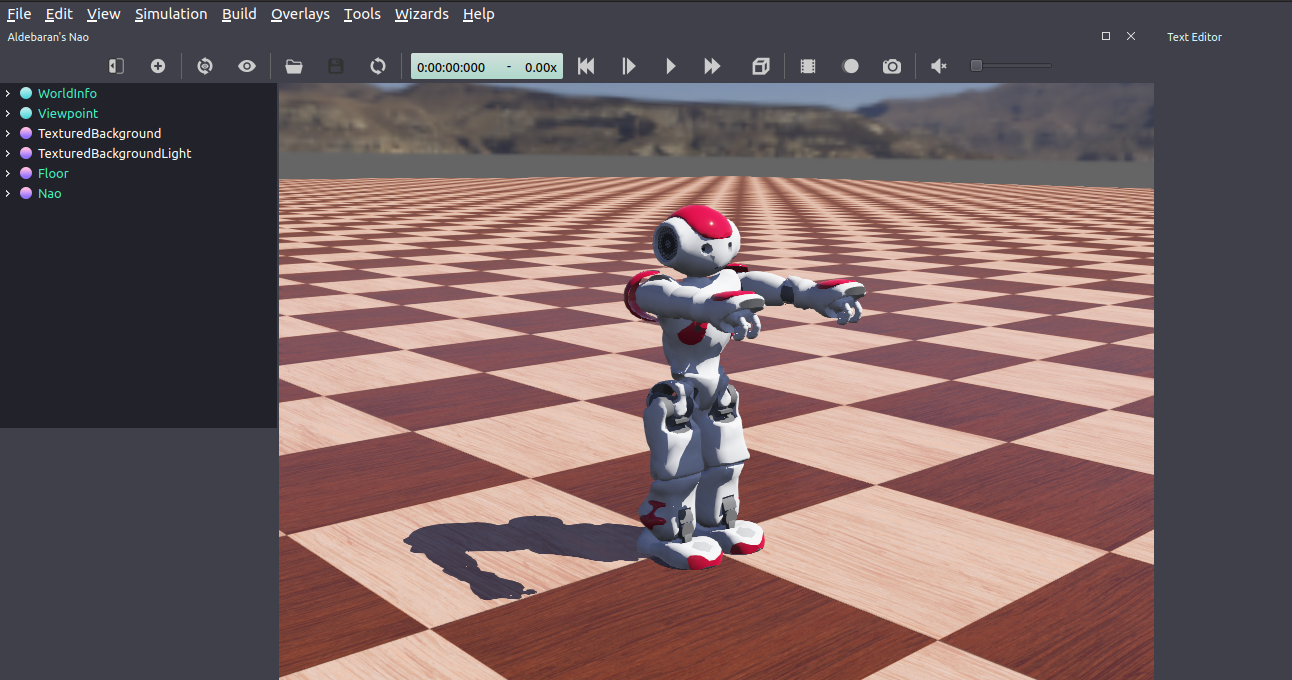 File Edit View Simulation Build Overlays Tools Wizards Help
Aldebaran's Nao
Text Editor
0:00:00:000 - 0.00x
WorldInfo
Viewpoint
TexturedBackground
TexturedBackgroundLight
Floor
Nao